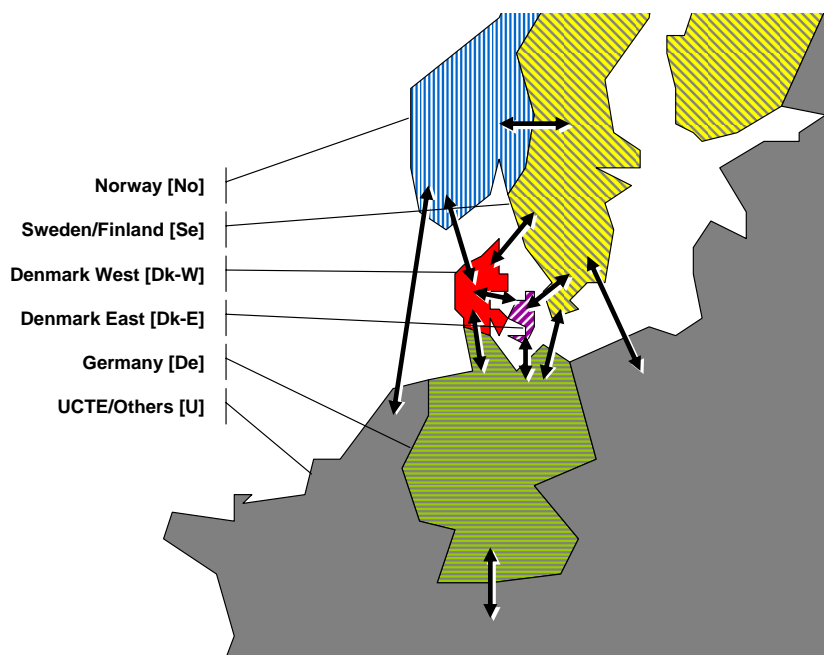 Norway [No]
Sweden/Finland [Se]
Denmark West [Dk-W]
Denmark East [Dk-E]
Germany [De]
UCTE/Others [U]